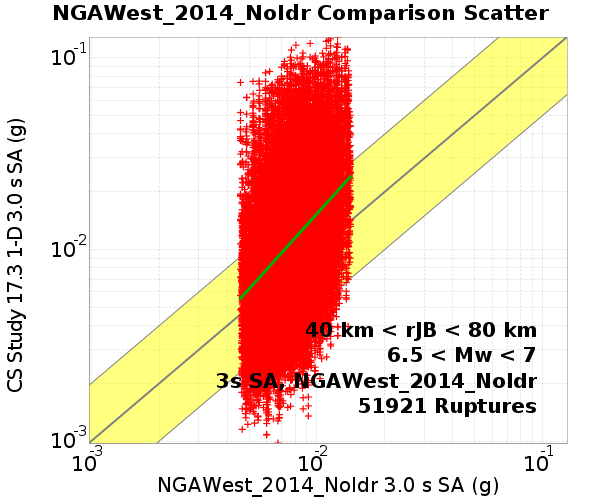 NGAWest_2014_NoIdr Comparison Scatter
CS Study 17.3 1-D 3.0 s SA (g)
10-1
10-2
10-3
40 km < rJB < 80 km
6.5 < Mw < 7
3s SA, NGAWest_2014_NoIdr
51921 Ruptures
10-3 10-2 10-1
NGAWest_2014_NoIdr 3.0 s SA (g)